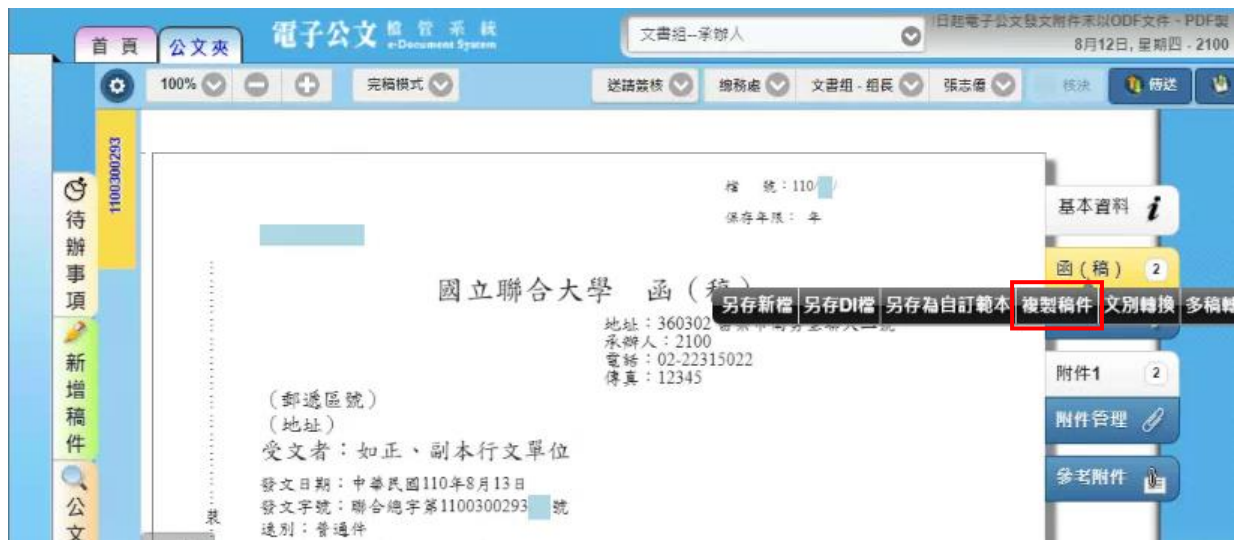 首頁
公文夾
電子公文檔管系統
e-Document System
文書組--承辦人
日起電子公文發文附件未以ODF文件、PDF製
8月12日, 星期四 - 2100
100%
完稿模式
送請簽核
總務處
文書組 - 組長
張志僑
核決
傳送
1100300293
待辦事項
新增稿件
公文
檔 號：110/ /
保存年限： 年
國立聯合大學 函（稿）
另存新檔
另存DI檔
另存為自訂範本
複製稿件
文別轉換
多稿轉
地址：360302
承辦人：2100
電話：02-22315022
傳真：12345
（郵遞區號）
（地址）
受文者：如正、副本行文單位
發文日期：中華民國110年8月13日
發文字號：聯合總字第1100300293 號
速別：普通件
裝
基本資料
函（稿） 2
附件1 2
附件管理
參考附件